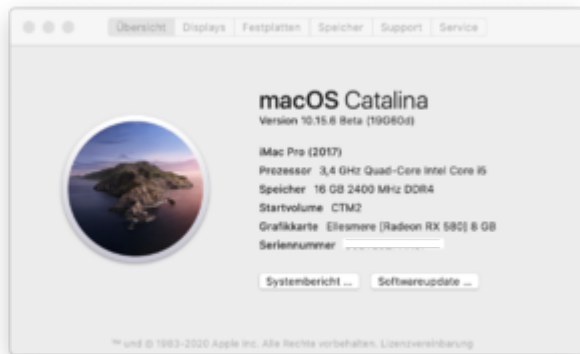 Übersicht Displays Festplatten Speicher Support Service
macOS Catalina
Version 10.15.6 Beta (19G60d)
iMac Pro (2017)
Prozessor 3,4 GHz Quad-Core Intel Core i5
Speicher 16 GB 2400 MHz DDR4
Startvolume CTM2
Grafikkarte Ellesmere [Radeon RX 580] 8 GB
Seriennummer
Systembericht ... Softwareupdate ...
™ und © 1983-2020 Apple Inc. Alle Rechte vorbehalten. Lizenzvereinbarung